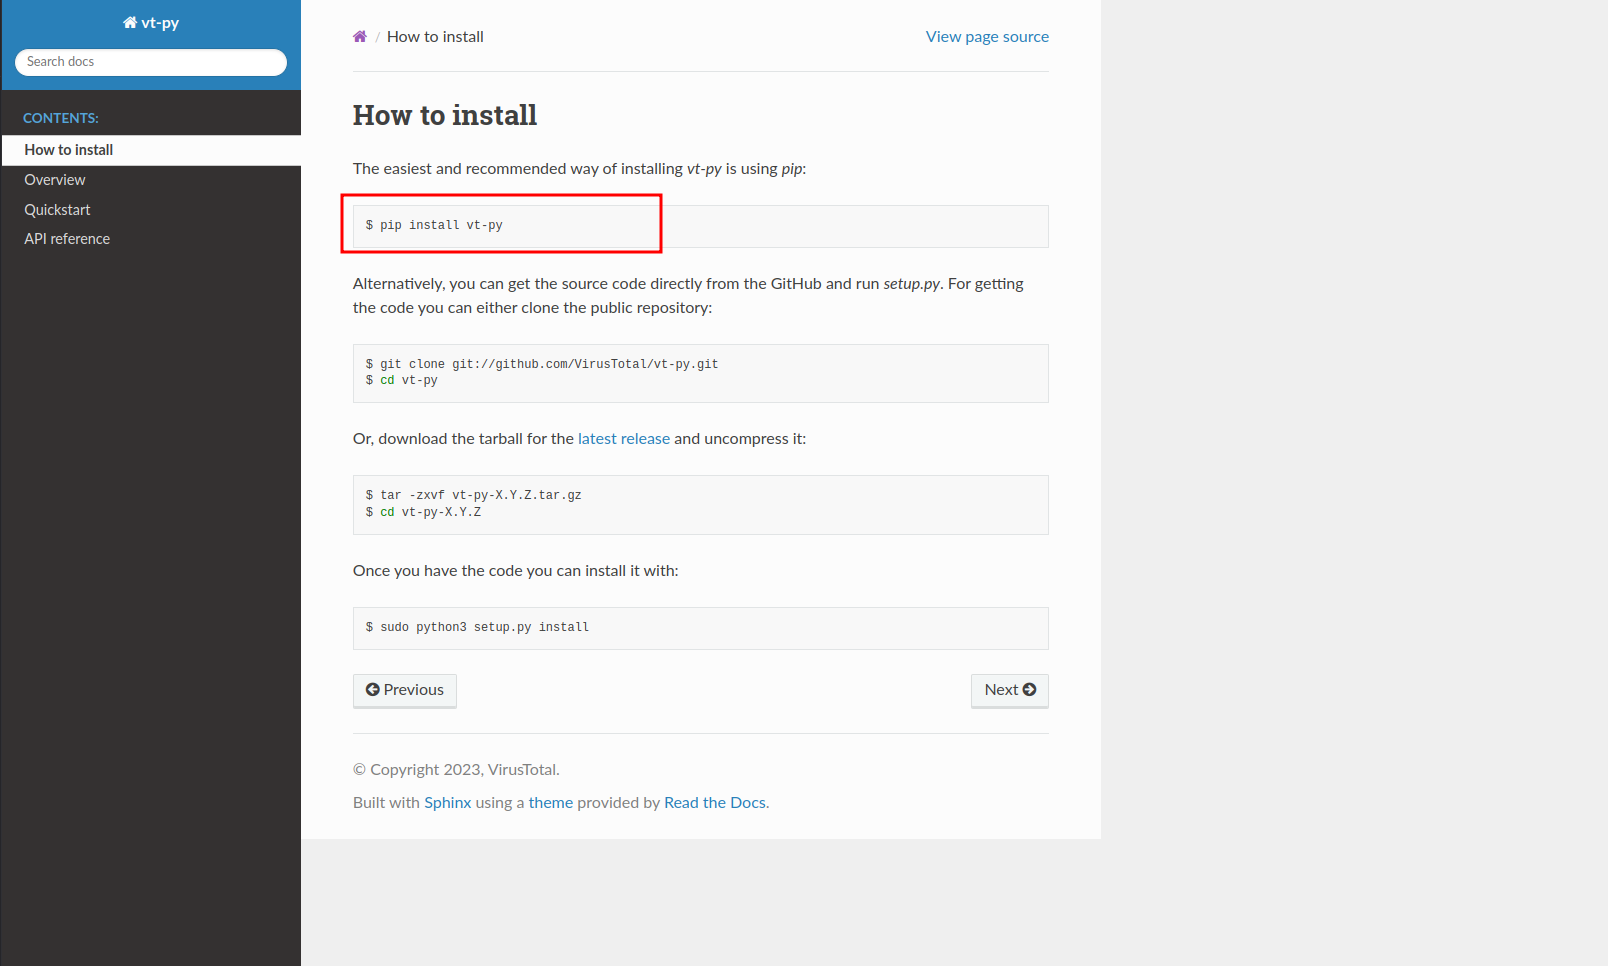 vt-py
Search docs
CONTENTS:
How to install
Overview
Quickstart
API reference
/ How to install
View page source
How to install
The easiest and recommended way of installing vt-py is using pip:
$ pip install vt-py
Alternatively, you can get the source code directly from the GitHub and run setup.py. For getting
the code you can either clone the public repository:
$ git clone git://github.com/VirusTotal/vt-py.git
$ cd vt-py
Or, download the tarball for the latest release and uncompress it:
$ tar -zxvf vt-py-X.Y.Z.tar.gz
$ cd vt-py-X.Y.Z
Once you have the code you can install it with:
$ sudo python3 setup.py install
Previous
Next
© Copyright 2023, VirusTotal.
Built with Sphinx using a theme provided by Read the Docs.